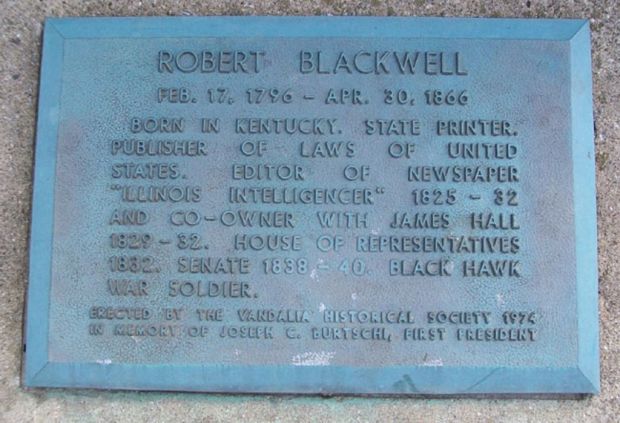 ROBERT BLACKWELL
FEB. 17, 1796 - APR. 30, 1866
BORN IN KENTUCKY. STATE PRINTER.
PUBLISHER OF LAWS OF UNITED
STATES. EDITOR OF NEWSPAPER
"ILLINOIS INTELLIGENCER" 1825 - 32
AND CO-OWNER WITH JAMES HALL
1829-32. HOUSE OF REPRESENTATIVES
1832. SENATE 1838-40. BLACK HAWK
WAR SOLDIER.
ERECTED BY THE VANDALIA HISTORICAL SOCIETY 1974
IN MEMORY OF JOSEPH C. BURTSCHI, FIRST PRESIDENT